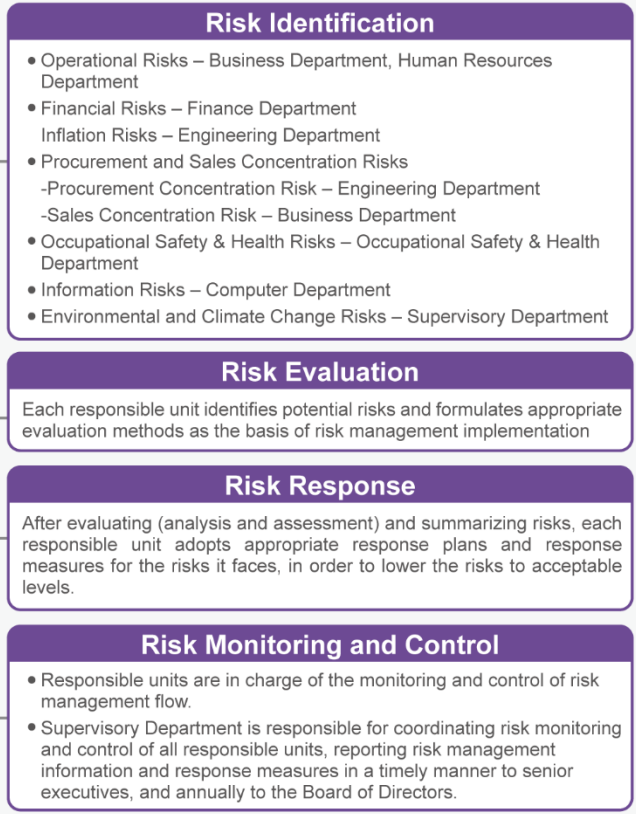 Risk Identification
• Operational Risks – Business Department, Human Resources
Department
• Financial Risks – Finance Department
Inflation Risks – Engineering Department
• Procurement and Sales Concentration Risks
-Procurement Concentration Risk – Engineering Department
-Sales Concentration Risk – Business Department
• Occupational Safety & Health Risks – Occupational Safety & Health
Department
• Information Risks – Computer Department
• Environmental and Climate Change Risks – Supervisory Department
Risk Evaluation
Each responsible unit identifies potential risks and formulates appropriate
evaluation methods as the basis of risk management implementation
Risk Response
After evaluating (analysis and assessment) and summarizing risks, each
responsible unit adopts appropriate response plans and response
measures for the risks it faces, in order to lower the risks to acceptable
levels.
Risk Monitoring and Control
• Responsible units are in charge of the monitoring and control of risk
management flow.
• Supervisory Department is responsible for coordinating risk monitoring
and control of all responsible units, reporting risk management
information and response measures in a timely manner to senior
executives, and annually to the Board of Directors.